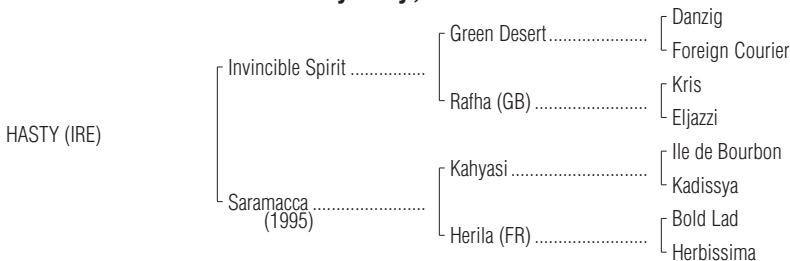 Danzig
Green Desert
Foreign Courier
Invincible Spirit
Kris
Rafha (GB)
Eljazzi
HASTY (IRE)
Ile de Bourbon
Kahyasi
Kadissya
Saramacca
(1995)
Bold Lad
Herila (FR)
Herbissima